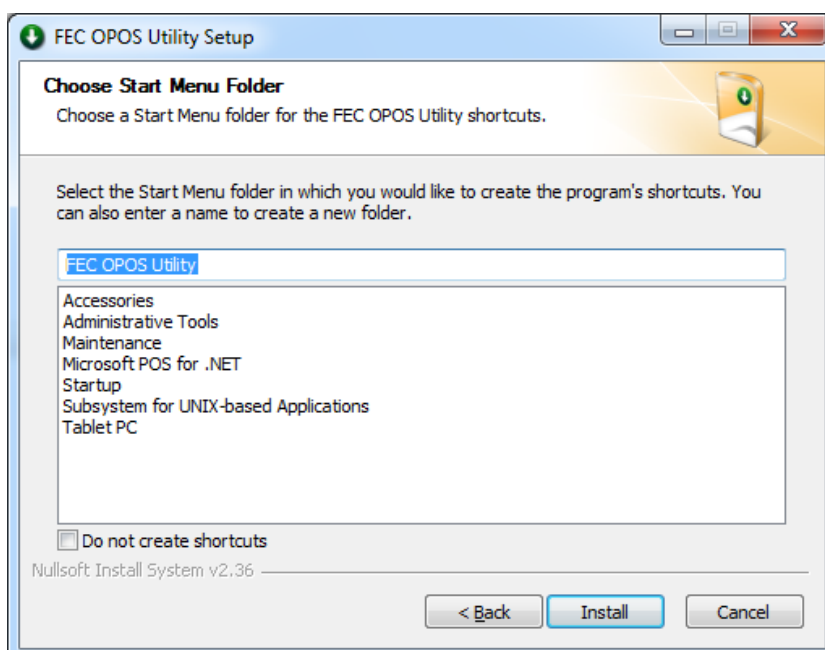 FEC OPOS Utility Setup
Choose Start Menu Folder
Choose a Start Menu folder for the FEC OPOS Utility shortcuts.
Select the Start Menu folder in which you would like to create the program's shortcuts. You
can also enter a name to create a new folder.
FEC OPOS Utility
Accessories
Administrative Tools
Maintenance
Microsoft POS for .NET
Startup
Subsystem for UNIX-based Applications
Tablet PC
Do not create shortcuts
Nullsoft Install System v2.36
< Back Install Cancel